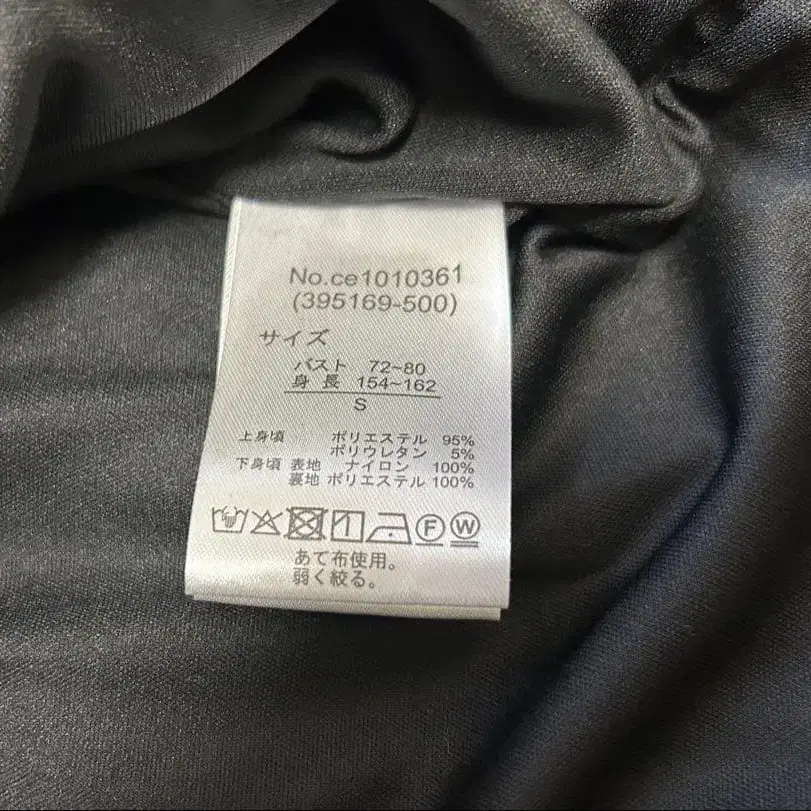 No.ce1010361
(395169-500)
サイズ
バスト 72~80
身長 154~162
S
上身頃 ポリエステル 95%
ポリウレタン 5%
下身頃 表地 ナイロン 100%
裏地 ポリエステル 100%
F W
あて布使用。
弱く絞る。